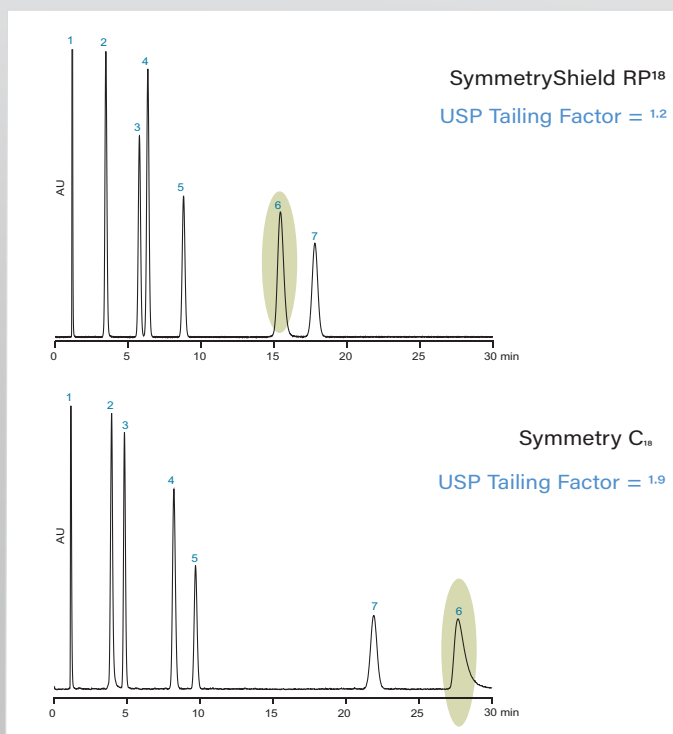 1
2
4
SymmetryShield RP18
USP Tailing Factor = 1.2
3
5
6
7
AU
0 5 10 15 20 25 30 min
1
2
3
Symmetry C18
4
USP Tailing Factor = 1.9
5
7
6
AU
0 5 10 15 20 25 30 min